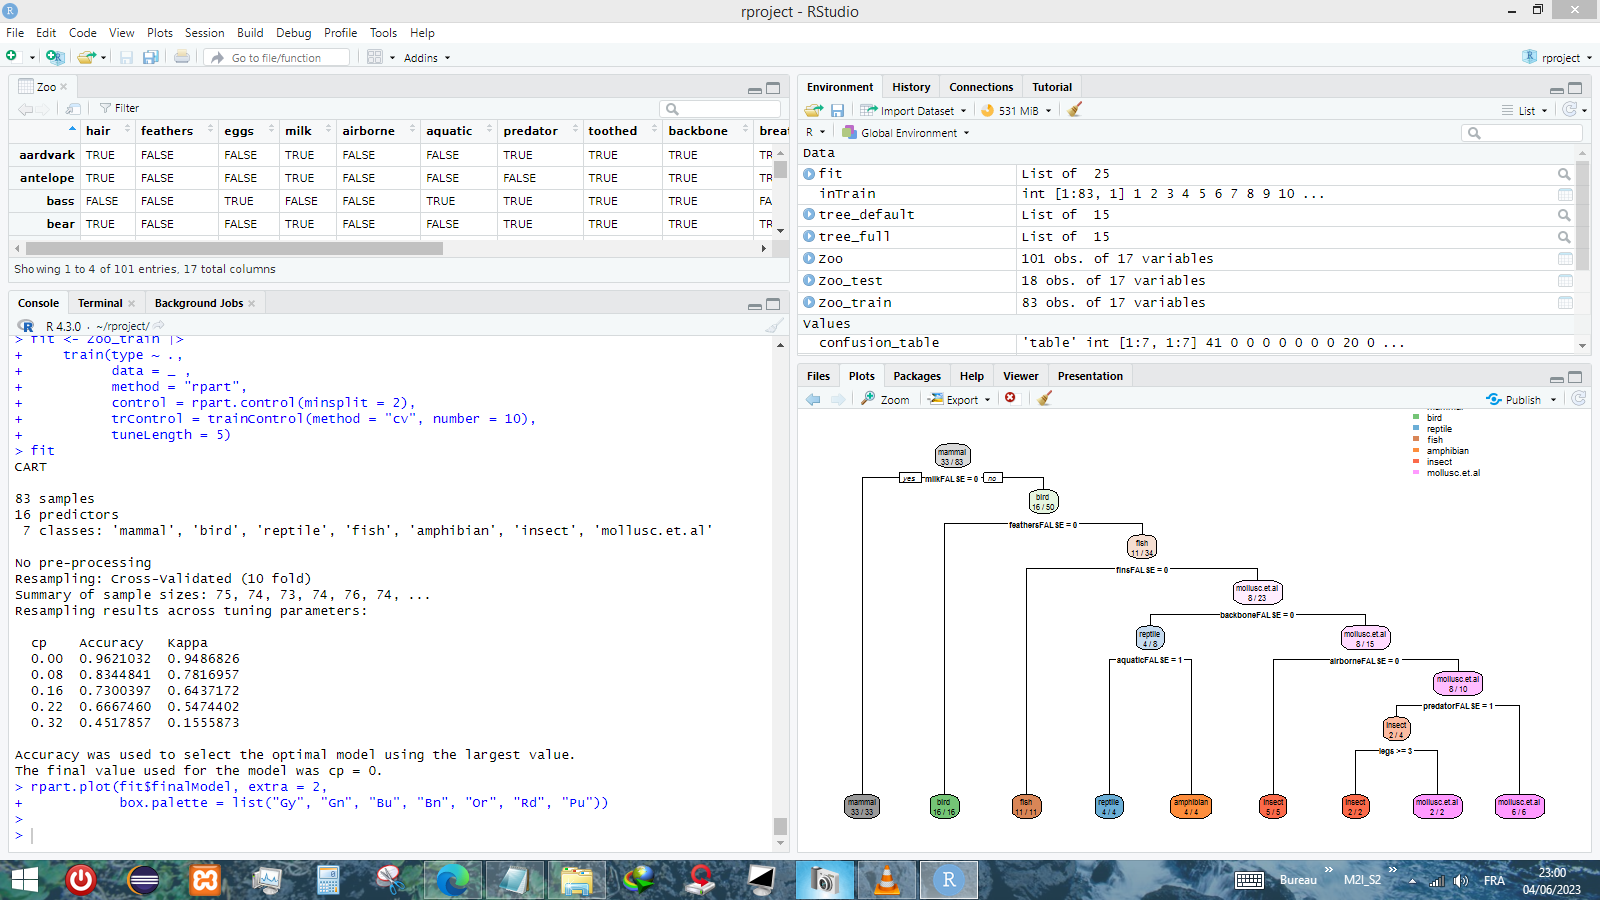 rproject - RStudio
File Edit Code View Plots Session Build Debug Profile Tools Help
Go to file/function
Addins
rproject
Zoo
Filter
hair feathers eggs milk airborne aquatic predator toothed backbone breat
aardvark TRUE FALSE FALSE TRUE FALSE FALSE TRUE TRUE TRUE TR
antelope TRUE FALSE FALSE TRUE FALSE FALSE FALSE TRUE TRUE TR
bass FALSE FALSE TRUE FALSE FALSE TRUE TRUE TRUE TRUE FA
bear TRUE FALSE FALSE TRUE FALSE FALSE TRUE TRUE TRUE TR
Showing 1 to 4 of 101 entries, 17 total columns
Console Terminal Background Jobs
R 4.3.0 · ~/rproject/
> fit <- Zoo_train |>
+ train(type ~ .,
+ data = _ ,
+ method = "rpart",
+ control = rpart.control(minsplit = 2),
+ trControl = trainControl(method = "cv", number = 10),
+ tuneLength = 5)
> fit
CART
83 samples
16 predictors
7 classes: 'mammal', 'bird', 'reptile', 'fish', 'amphibian', 'insect', 'mollusc.et.al'
No pre-processing
Resampling: Cross-Validated (10 fold)
Summary of sample sizes: 75, 74, 73, 74, 76, 74, ...
Resampling results across tuning parameters:
cp Accuracy Kappa
0.00 0.9621032 0.9486826
0.08 0.8344841 0.7816957
0.16 0.7300397 0.6437172
0.22 0.6667460 0.5474402
0.32 0.4517857 0.1555873
Accuracy was used to select the optimal model using the largest value.
The final value used for the model was cp = 0.
> rpart.plot(fit$finalModel, extra = 2,
+ box.palette = list("Gy", "Gn", "Bu", "Bn", "Or", "Rd", "Pu"))
>
>
Environment History Connections Tutorial
Import Dataset 531 MiB List
R Global Environment
Data
fit List of 25
inTrain int [1:83, 1] 1 2 3 4 5 6 7 8 9 10 ...
tree_default List of 15
tree_full List of 15
Zoo 101 obs. of 17 variables
Zoo_test 18 obs. of 17 variables
Zoo_train 83 obs. of 17 variables
Values
confusion_table 'table' int [1:7, 1:7] 41 0 0 0 0 0 0 0 20 0 ...
Files Plots Packages Help Viewer Presentation
Zoom Export Publish
mammal
bird
reptile
fish
amphibian
insect
mollusc.et.al
mammal
33 / 83
yes milkFALSE = 0 no
bird
16 / 50
feathersFALSE = 0
fish
11 / 34
finsFALSE = 0
mollusc.et.al
8 / 23
backboneFALSE = 0
reptile
4 / 8
mollusc.et.al
8 / 15
aquaticFALSE = 1
airborneFALSE = 0
mollusc.et.al
8 / 10
predatorFALSE = 1
insect
2 / 4
legs >= 3
mammal bird fish reptile amphibian insect insect mollusc.et.al mollusc.et.al
33 / 33 16 / 16 11 / 11 4 / 4 4 / 4 5 / 5 2 / 2 2 / 2 6 / 6
Bureau M2I_S2 FRA
23:00
04/06/2023